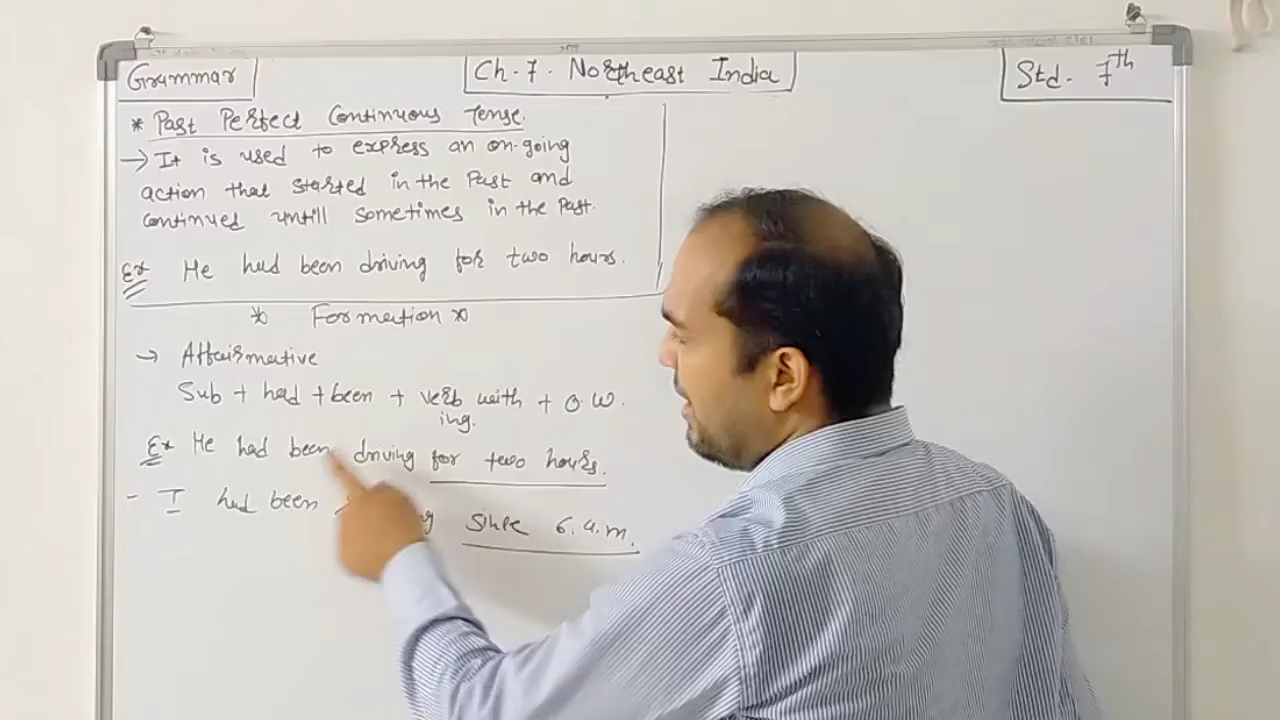 Grammar
Ch. 7. Northeast India
Std. 7th
* Past Perfect Continuous Tense.
→ It is used to express an on-going
action that started in the Past and
continued untill sometimes in the Past.
Ex He had been driving for two hours.
* Formation *
→ Affairmative
Sub + had + been + verb with + O.W.
ing.
Ex He had been driving for two hours.
- I had been since 6.a.m.